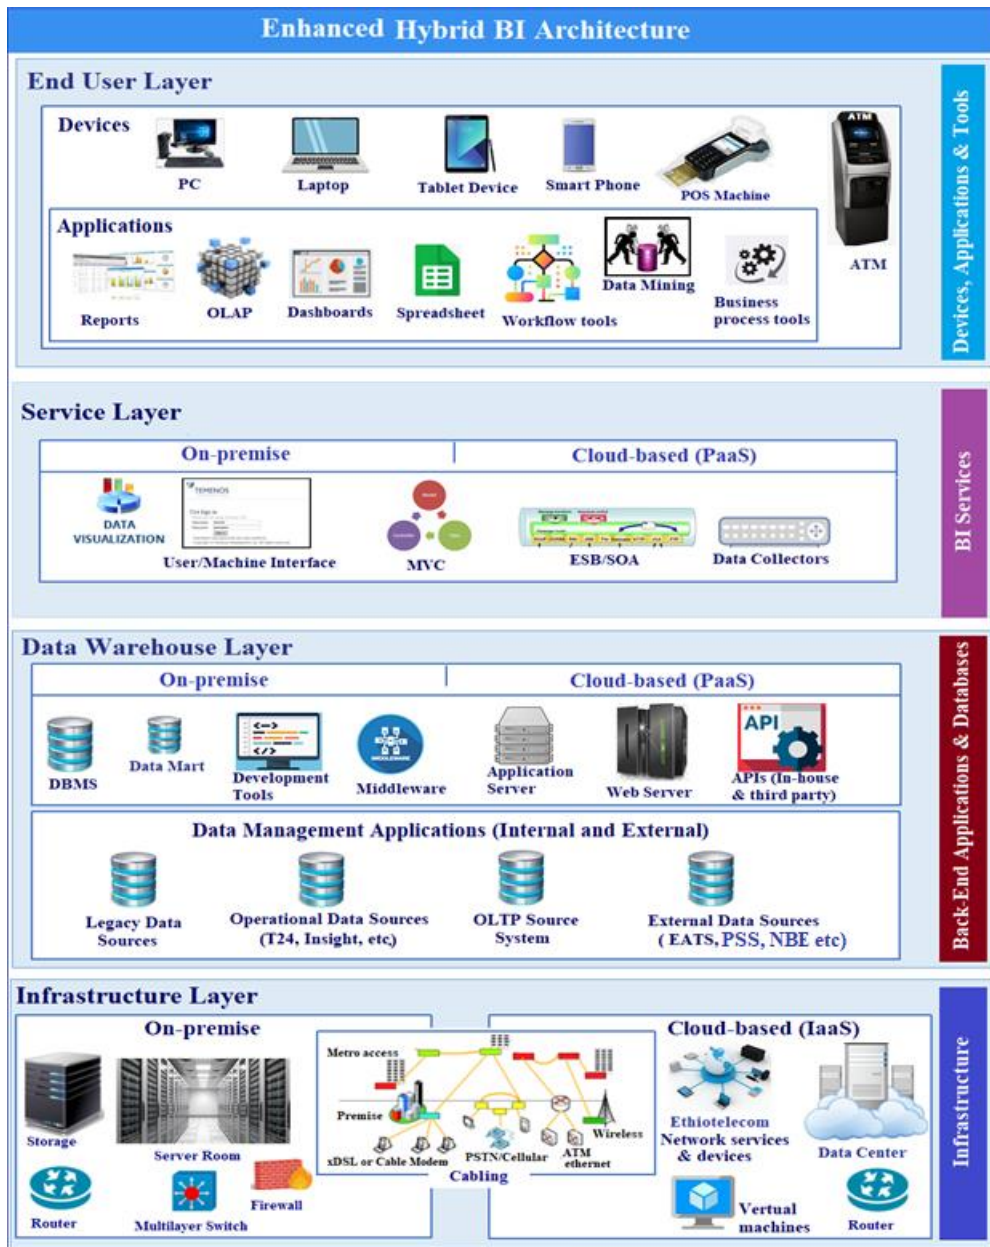 Enhanced Hybrid BI Architecture
End User Layer
Devices
PC
Laptop
Tablet Device
Smart Phone
POS Machine
ATM
ATM
Applications
Reports
OLAP
Dashboards
Spreadsheet
Workflow tools
Data Mining
Business
process tools
Devices, Applications & Tools
Service Layer
On-premise
Cloud-based (PaaS)
DATA
VISUALIZATION
TEMENOS
User/Machine Interface
MVC
ESB/SOA
Data Collectors
BI Services
Data Warehouse Layer
On-premise
Cloud-based (PaaS)
DBMS
Data Mart
Development
Tools
MIDDLEWARE
Middleware
Application
Server
Web Server
API
APIs (In-house
& third party)
Data Management Applications (Internal and External)
Legacy Data
Sources
Operational Data Sources
(T24, Insight, etc,)
OLTP Source
System
External Data Sources
( EATS, PSS, NBE etc)
Back-End Applications & Databases
Infrastructure Layer
On-premise
Storage
Server Room
Router
Multilayer Switch
Firewall
Metro access
Premise
xDSL or Cable Modem
PSTN/Cellular
ATM
ethernet
Wireless
Cabling
Cloud-based (IaaS)
Ethiotelecom
Network services
& devices
Data Center
Vertual
machines
Router
Infrastructure